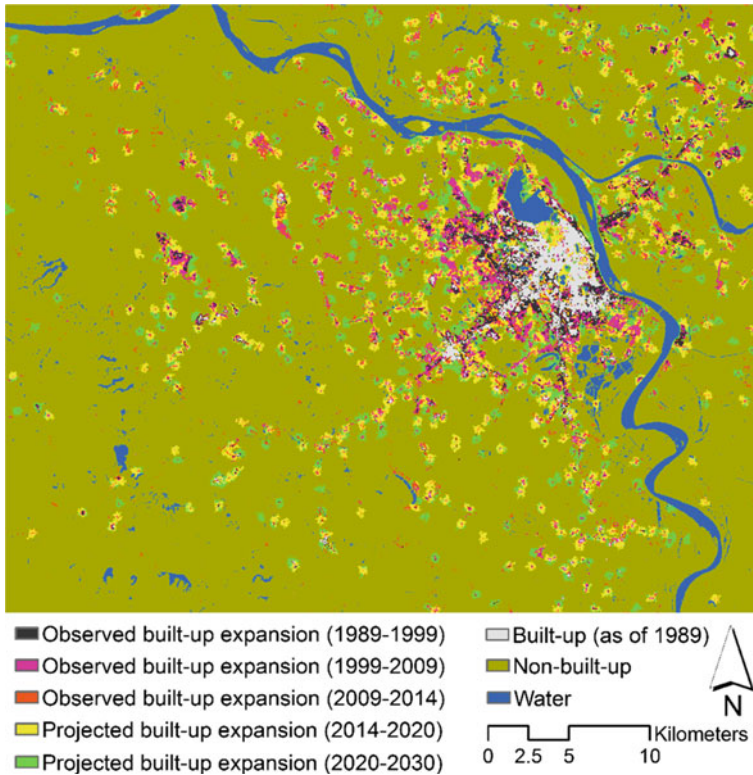 Observed built-up expansion (1989-1999)
Observed built-up expansion (1999-2009)
Observed built-up expansion (2009-2014)
Projected built-up expansion (2014-2020)
Projected built-up expansion (2020-2030)
Built-up (as of 1989)
Non-built-up
Water
N
Kilometers
0 2.5 5 10